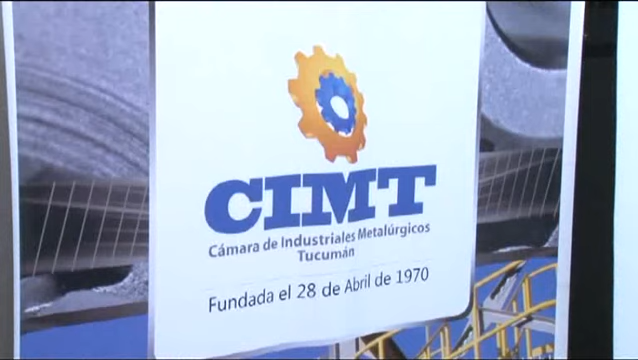 CIMT
Cámara de Industriales Metalúrgicos
Tucumán
Fundada el 28 de Abril de 1970